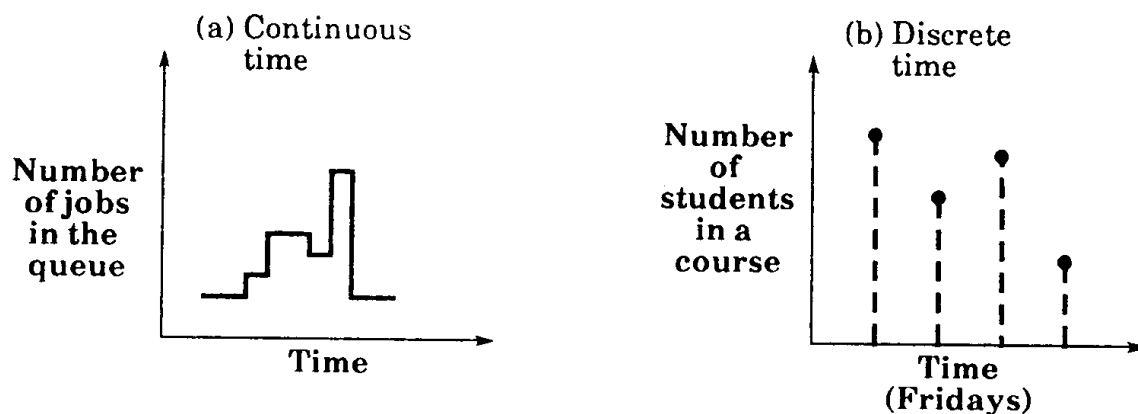 (a) Continuous
time
Number
of jobs
in the
queue
Time
(b) Discrete
time
Number
of
students
in a
course
Time
(Fridays)